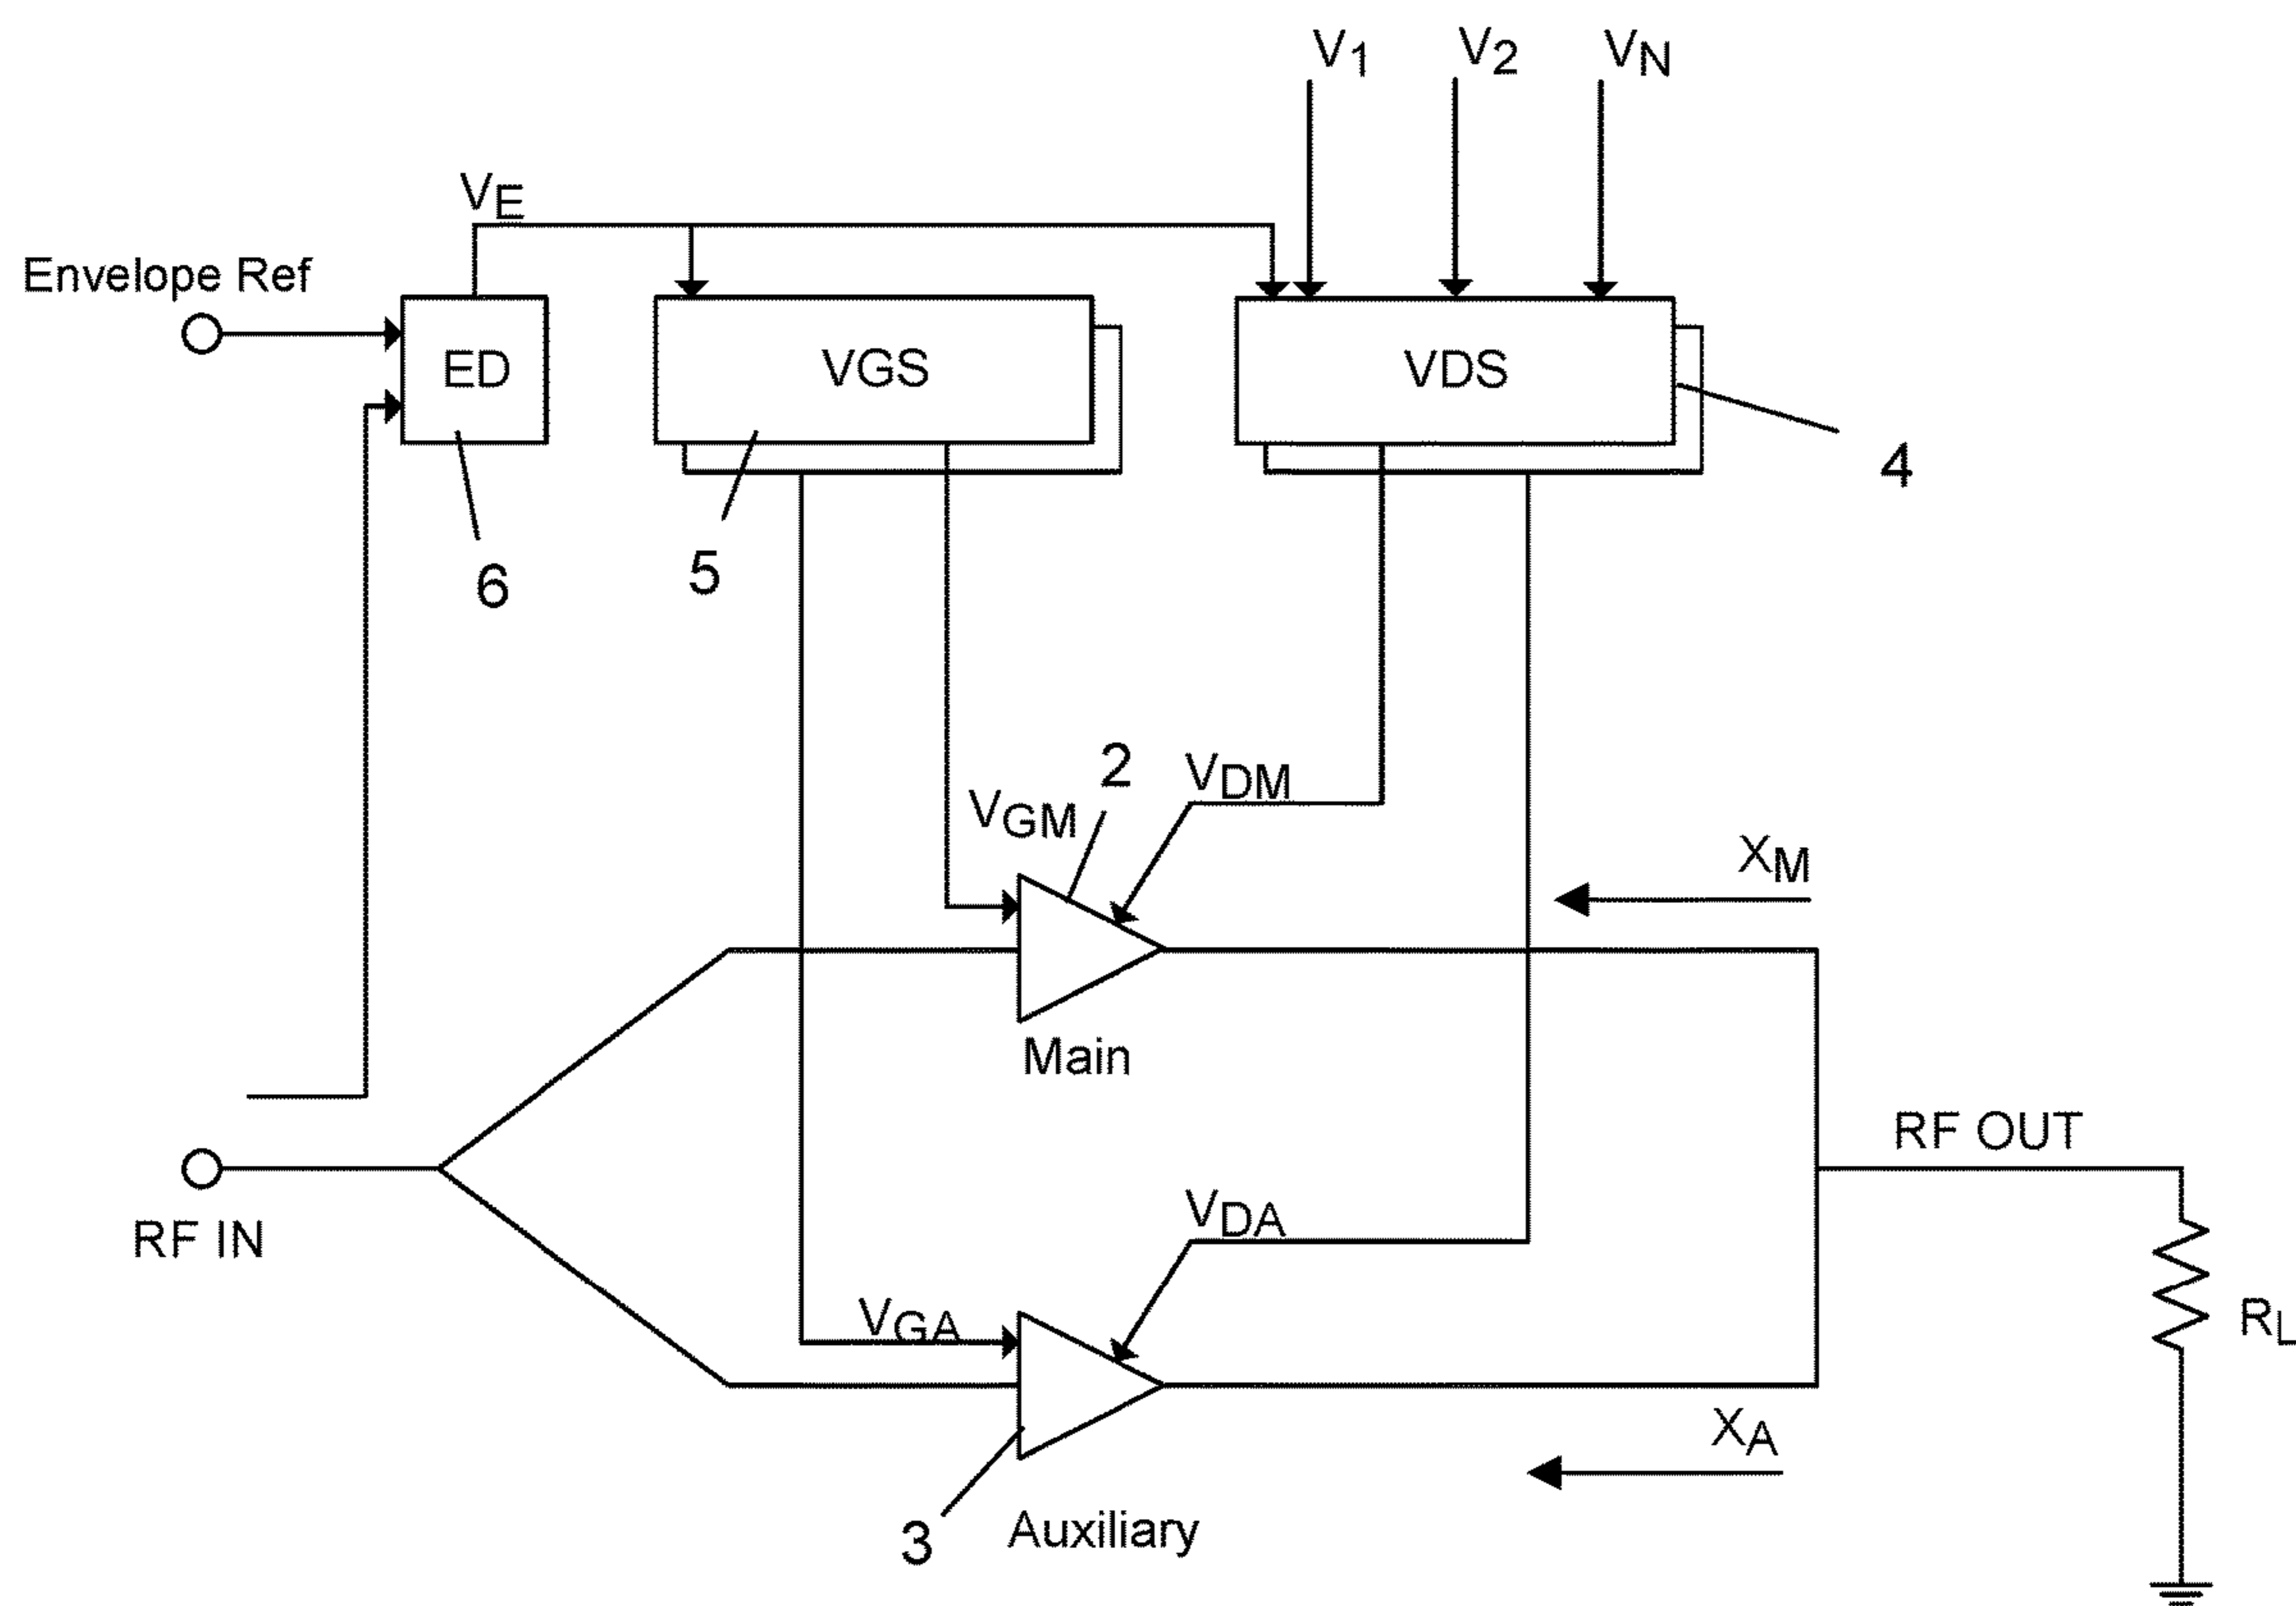 V1
V2
VN
VE
Envelope Ref
ED
VGS
VDS
4
6
5
2
VDM
VGM
XM
Main
RF OUT
VDA
RF IN
VGA
RL
XA
3
Auxiliary